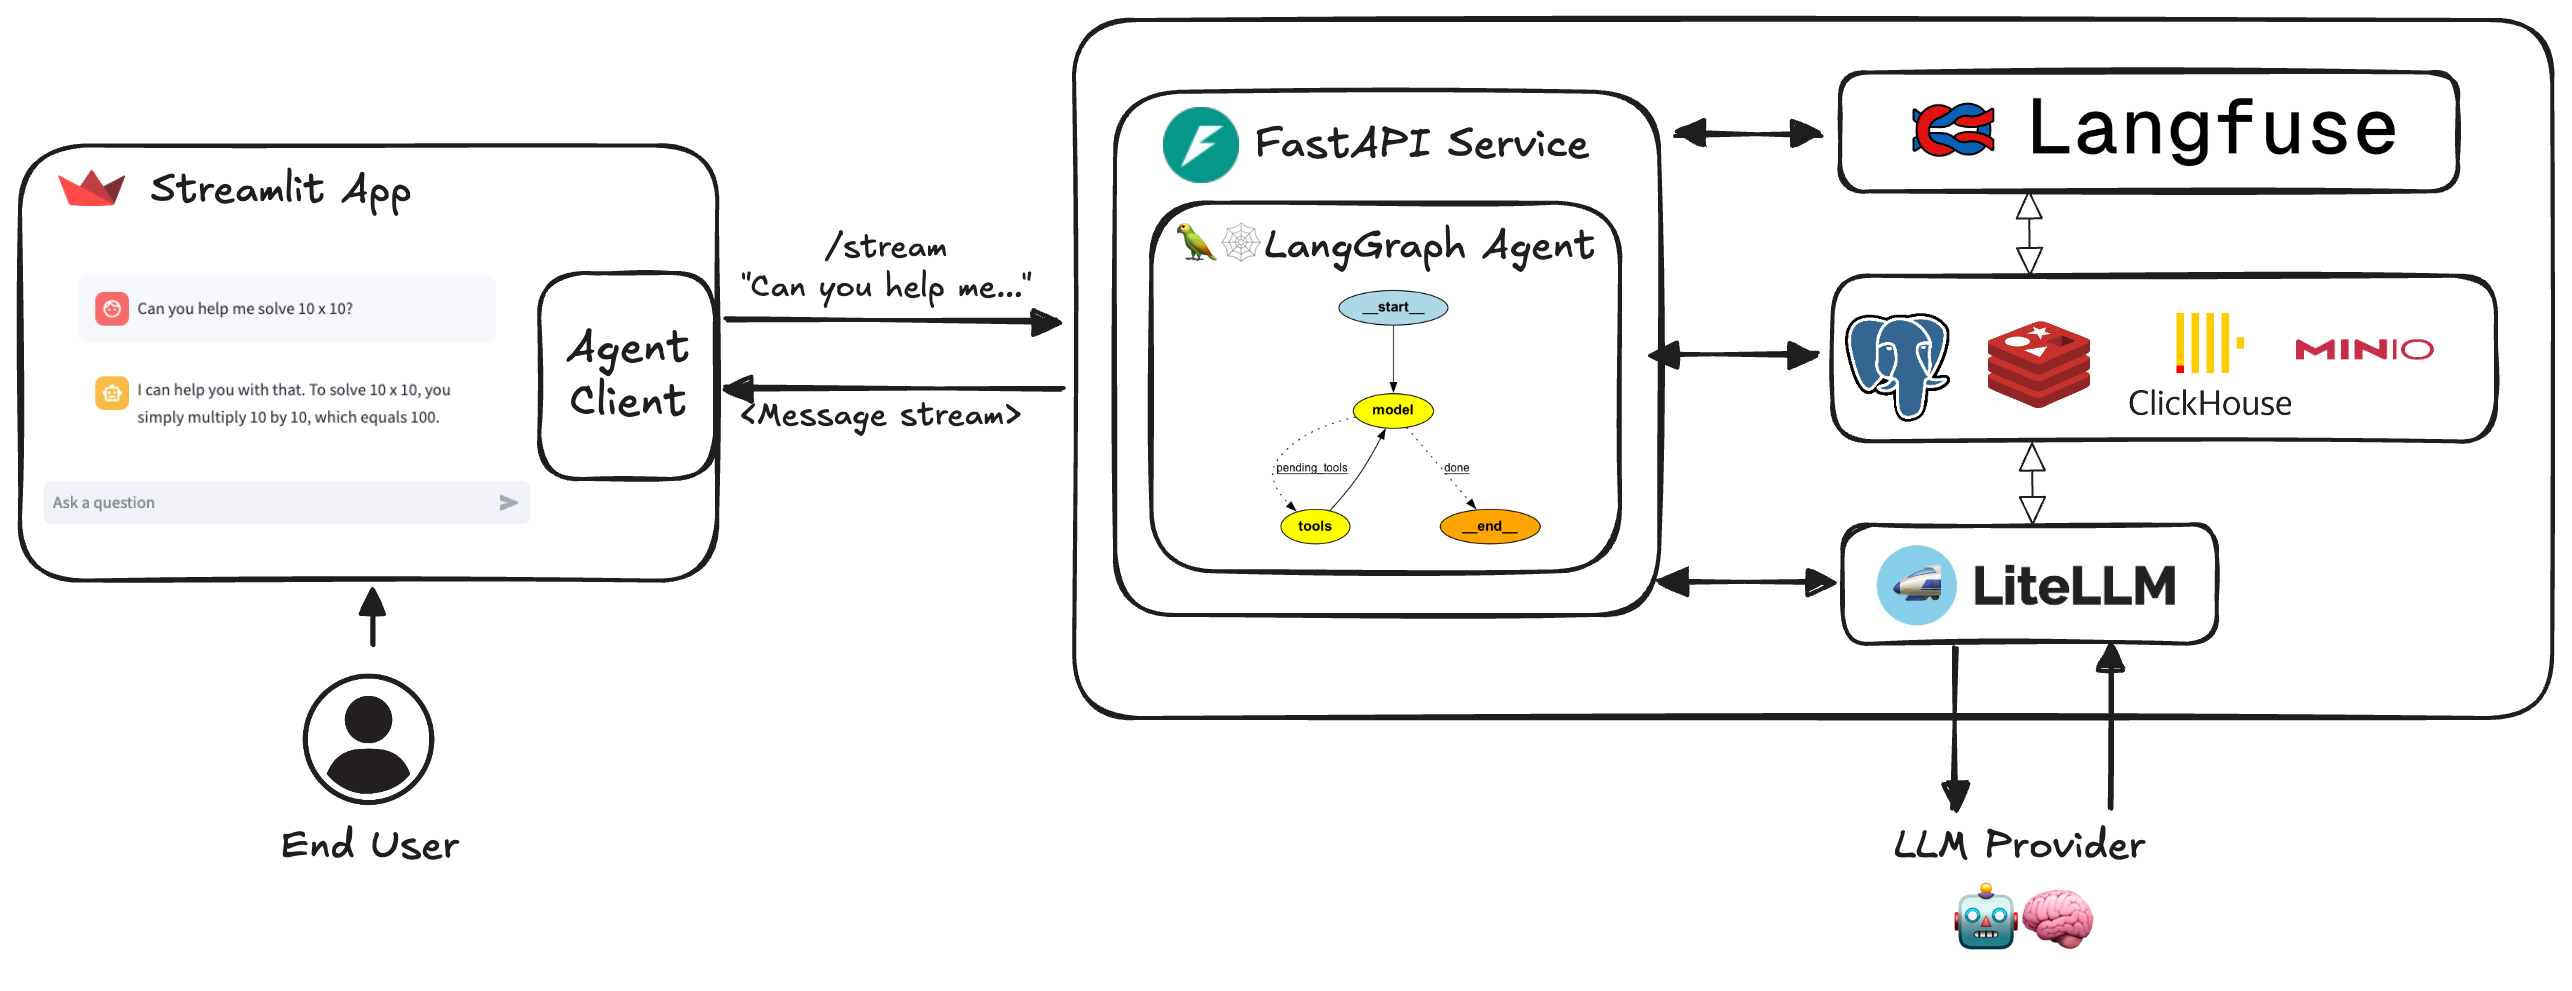 Streamlit App
Can you help me solve 10 x 10?
I can help you with that. To solve 10 x 10, you
simply multiply 10 by 10, which equals 100.
Ask a question
Agent
Client
End User
/stream
"Can you help me..."
<Message stream>
FastAPI Service
LangGraph Agent
__start__
model
pending_tools
done
tools
__end__
Langfuse
ClickHouse
MINIO
LiteLLM
LLM Provider